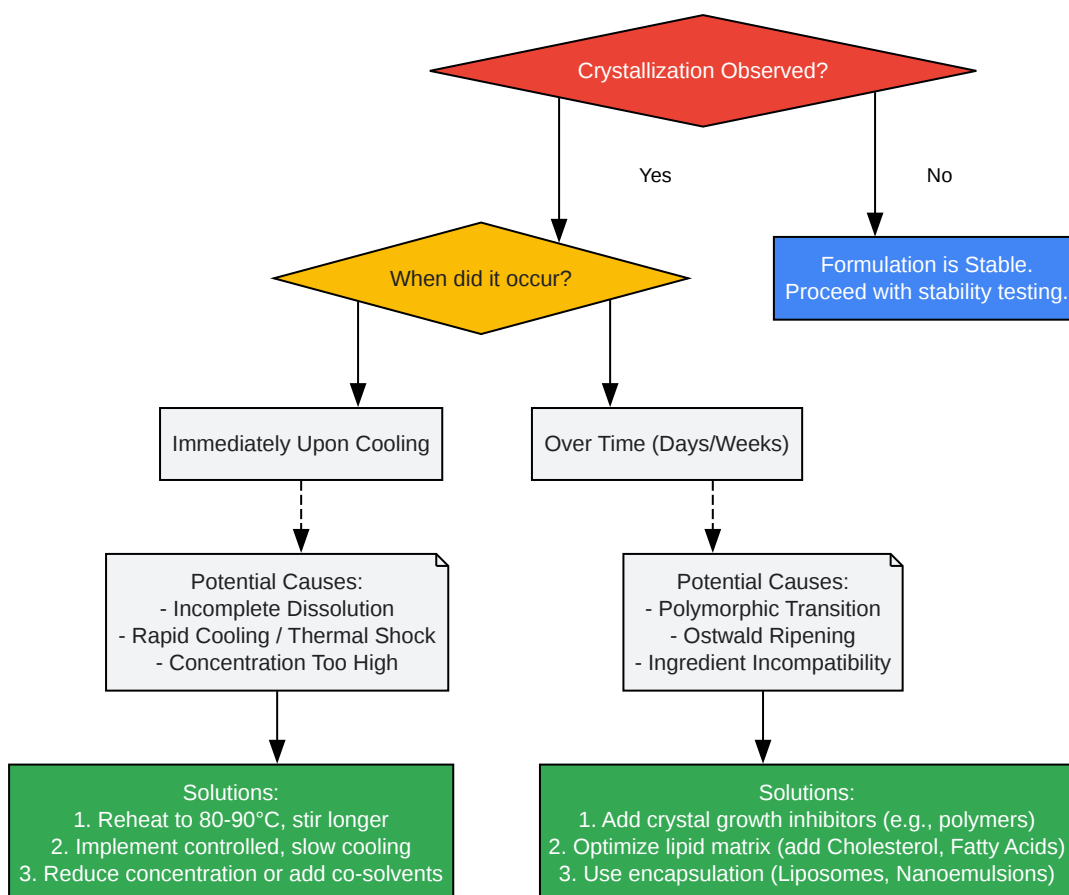 Crystallization Observed?
Yes
No
When did it occur?
Formulation is Stable.
Proceed with stability testing.
Immediately Upon Cooling
Over Time (Days/Weeks)
Potential Causes:
- Incomplete Dissolution
- Rapid Cooling / Thermal Shock
- Concentration Too High
Potential Causes:
- Polymorphic Transition
- Ostwald Ripening
- Ingredient Incompatibility
Solutions:
1. Reheat to 80-90°C, stir longer
2. Implement controlled, slow cooling
3. Reduce concentration or add co-solvents
Solutions:
1. Add crystal growth inhibitors (e.g., polymers)
2. Optimize lipid matrix (add Cholesterol, Fatty Acids)
3. Use encapsulation (Liposomes, Nanoemulsions)